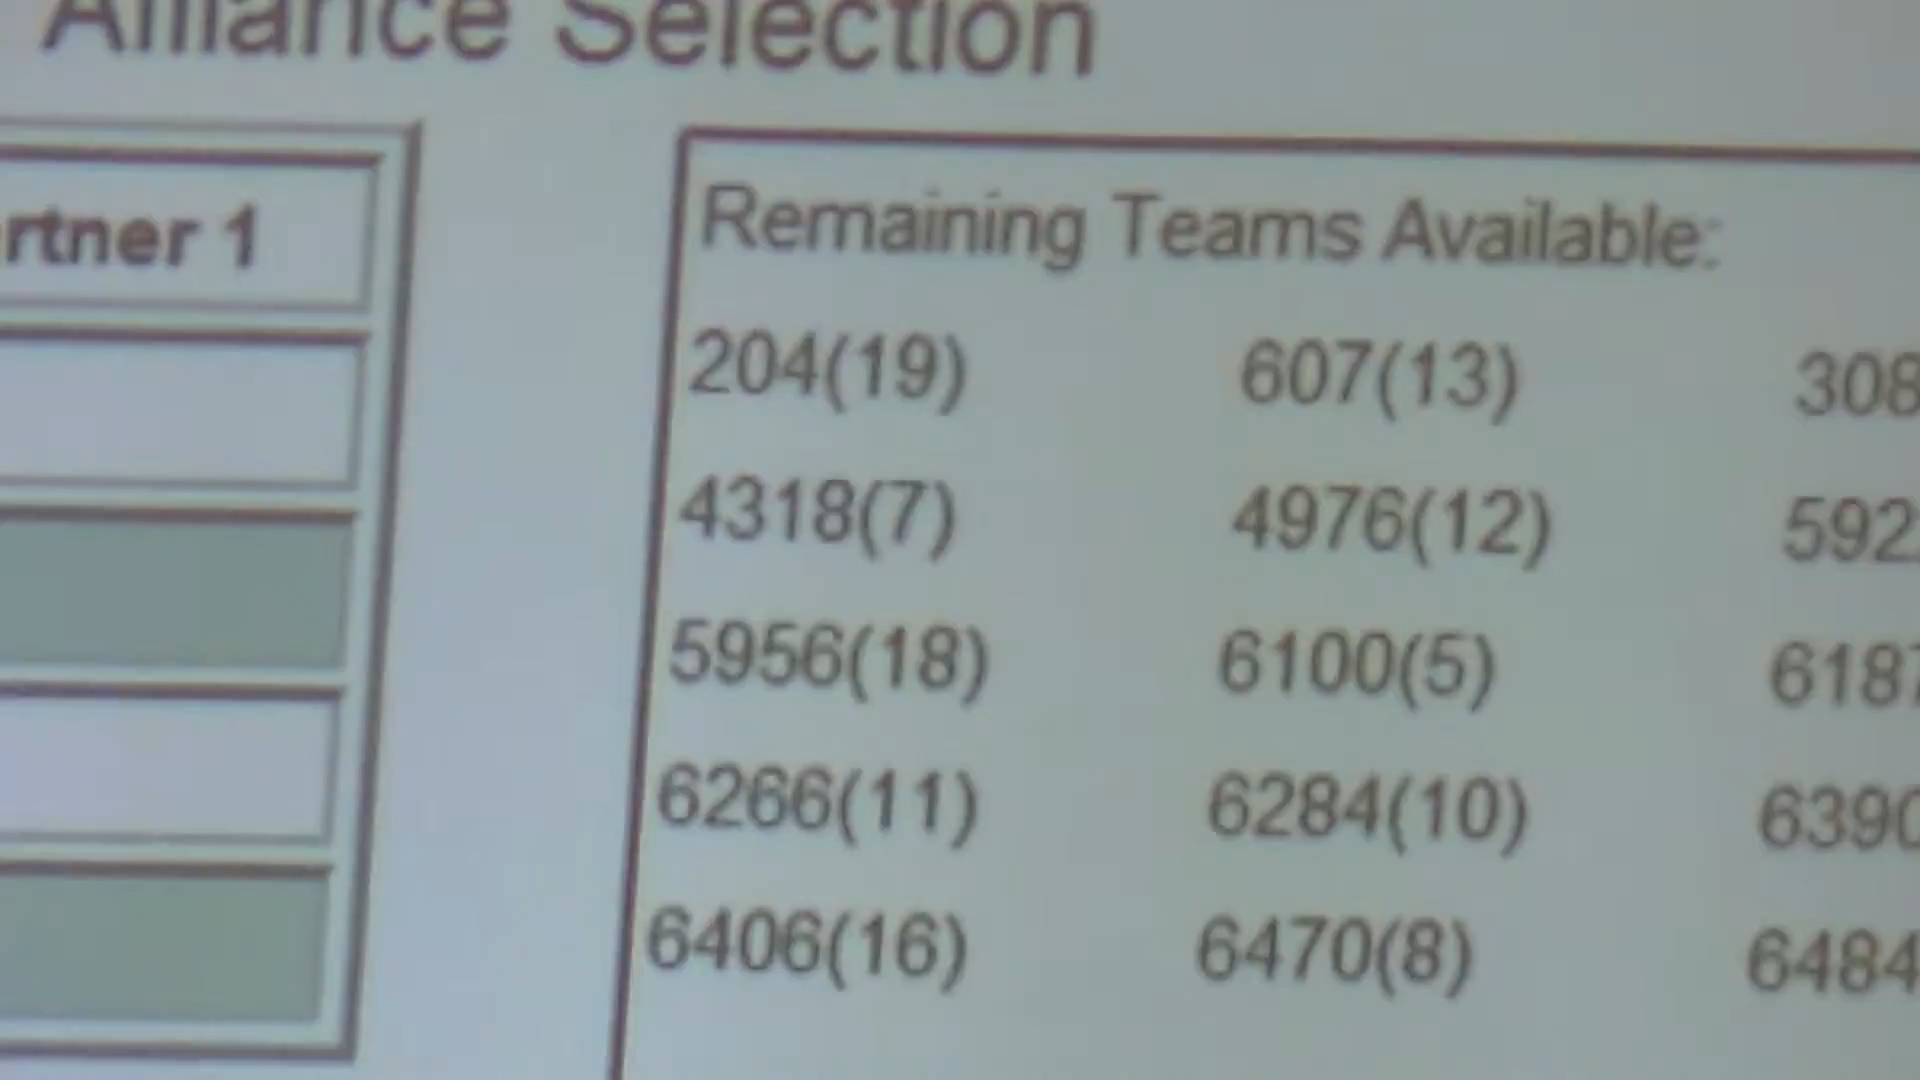 Alliance Selection
rtner 1
Remaining Teams Available:
204(19) 607(13) 308
4318(7) 4976(12) 592
5956(18) 6100(5) 6187
6266(11) 6284(10) 6390
6406(16) 6470(8) 6484